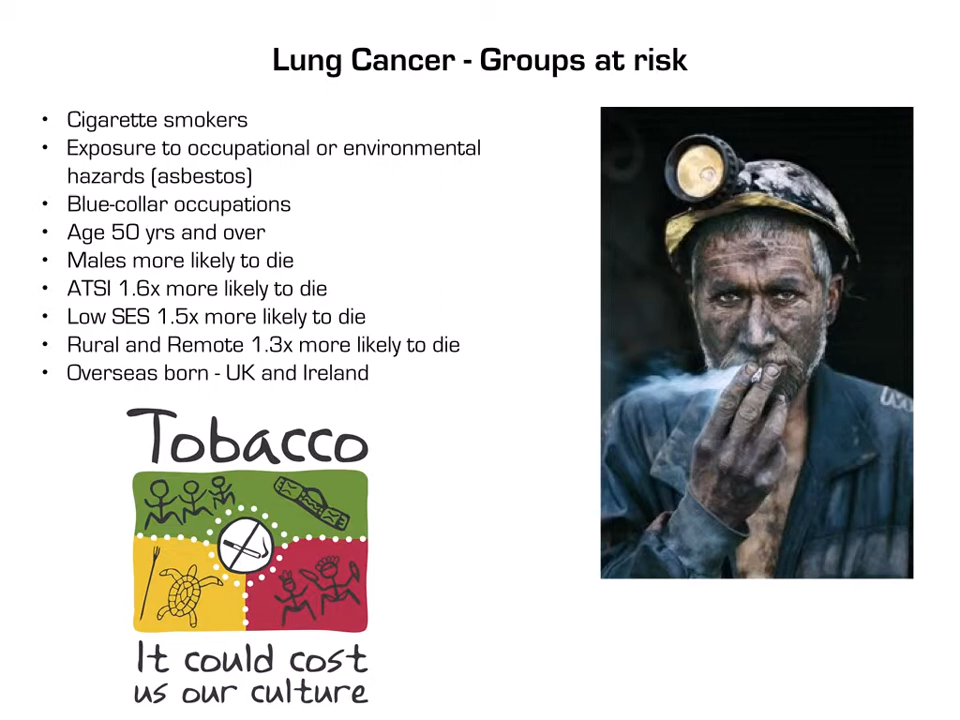 Lung Cancer - Groups at risk
• Cigarette smokers
• Exposure to occupational or environmental
hazards (asbestos)
• Blue-collar occupations
• Age 50 yrs and over
• Males more likely to die
• ATSI 1.6x more likely to die
• Low SES 1.5x more likely to die
• Rural and Remote 1.3x more likely to die
• Overseas born - UK and Ireland
Tobacco
It could cost
us our culture